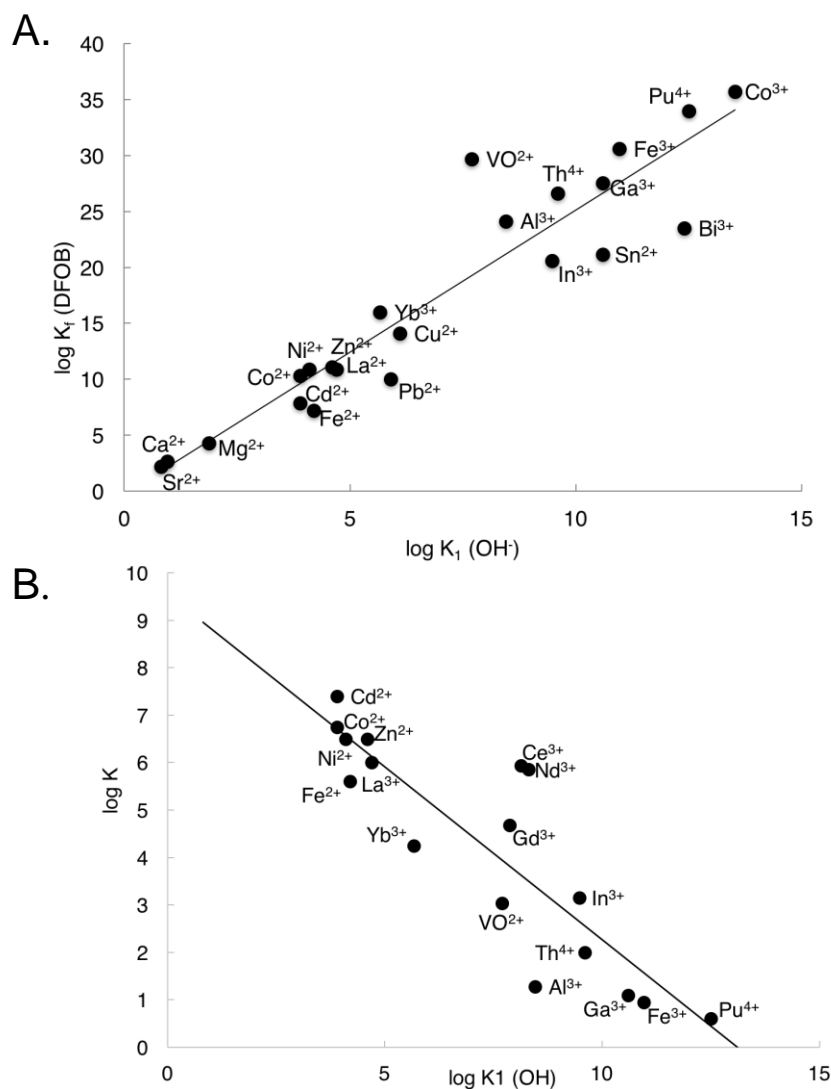 A.
40
35
30
25
20
15
10
5
0
log K_f (DFOB)
Co³⁺
Pu⁴⁺
Fe³⁺
VO²⁺
Th⁴⁺
Ga³⁺
Al³⁺
Bi³⁺
Sn²⁺
In³⁺
Yb³⁺
Cu²⁺
Ni²⁺
Zn²⁺
La²⁺
Co²⁺
Cd²⁺
Pb²⁺
Fe²⁺
Ca²⁺
Mg²⁺
Sr²⁺
0 5 10 15
log K₁ (OH⁻)
B.
10
9
8
7
6
5
4
3
2
1
0
log K
Cd²⁺
Co²⁺
Zn²⁺
Ni²⁺
Ce³⁺
Nd³⁺
Fe²⁺
La³⁺
Yb³⁺
Gd³⁺
In³⁺
VO²⁺
Th⁴⁺
Al³⁺
Ga³⁺
Fe³⁺
Pu⁴⁺
0 5 10 15
log K1 (OH)